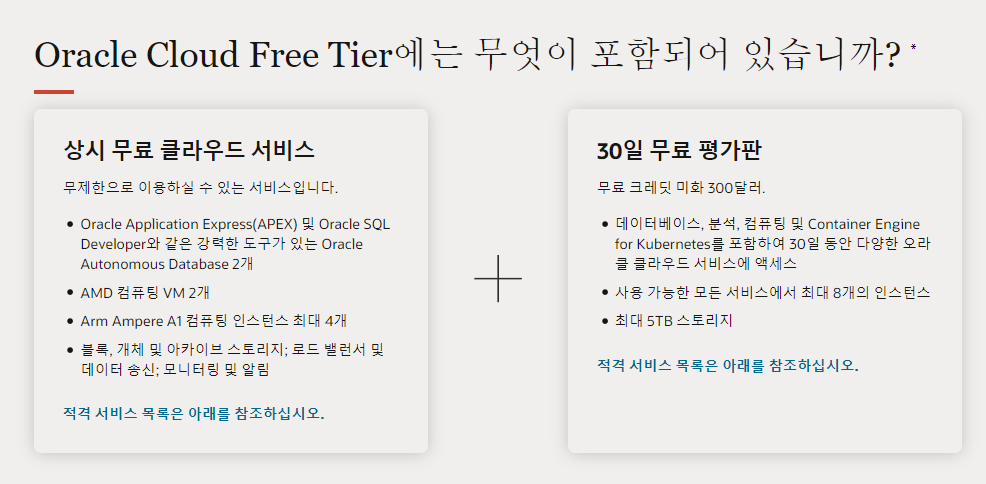 Oracle Cloud Free Tier에는 무엇이 포함되어 있습니까? *
상시 무료 클라우드 서비스
무제한으로 이용하실 수 있는 서비스입니다.
• Oracle Application Express(APEX) 및 Oracle SQL
Developer와 같은 강력한 도구가 있는 Oracle
Autonomous Database 2개
• AMD 컴퓨팅 VM 2개
• Arm Ampere A1 컴퓨팅 인스턴스 최대 4개
• 블록, 개체 및 아카이브 스토리지; 로드 밸런서 및
데이터 송신; 모니터링 및 알림
적격 서비스 목록은 아래를 참조하십시오.
30일 무료 평가판
무료 크레딧 미화 300달러.
• 데이터베이스, 분석, 컴퓨팅 및 Container Engine
for Kubernetes를 포함하여 30일 동안 다양한 오라
클 클라우드 서비스에 액세스
• 사용 가능한 모든 서비스에서 최대 8개의 인스턴스
• 최대 5TB 스토리지
적격 서비스 목록은 아래를 참조하십시오.